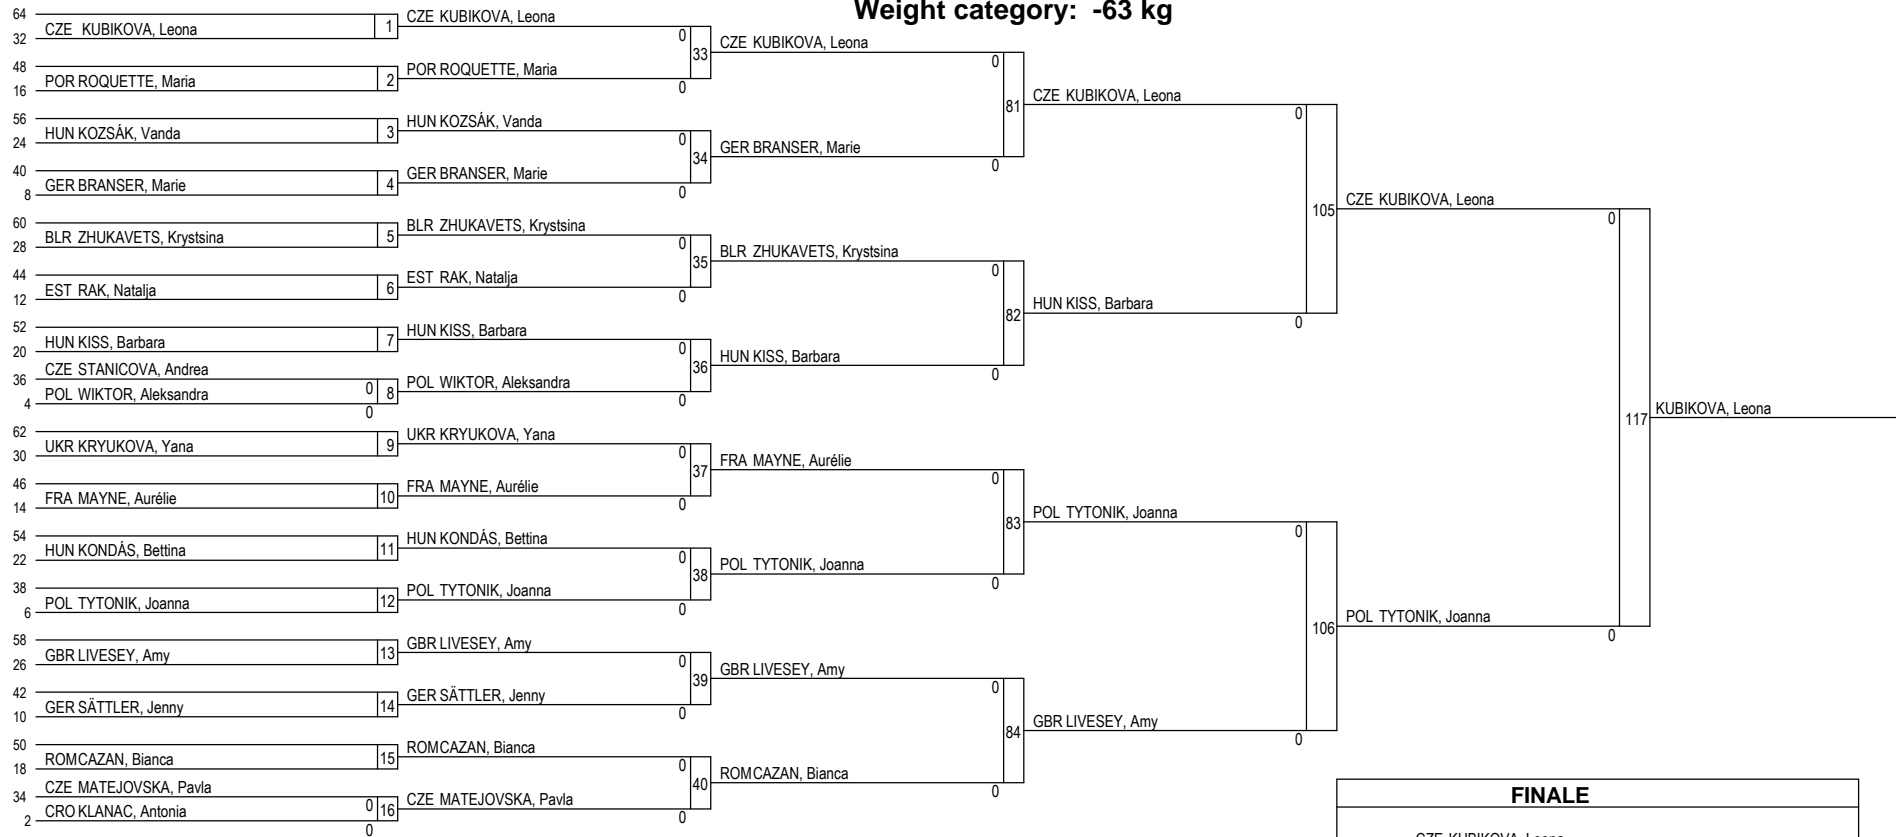 Weight category: -63 kg
64
32
CZE KUBIKOVA, Leona
1
48
16
POR ROQUETTE, Maria
2
56
24
HUN KOZSÁK, Vanda
3
40
8
GER BRANSER, Marie
4
60
28
BLR ZHUKAVETS, Krystsina
5
44
12
EST RAK, Natalja
6
52
20
HUN KISS, Barbara
7
CZE STANICOVA, Andrea
36
4
POL WIKTOR, Aleksandra
0
8
0
62
30
UKR KRYUKOVA, Yana
9
46
14
FRA MAYNE, Aurélie
10
54
22
HUN KONDÁS, Bettina
11
38
6
POL TYTONIK, Joanna
12
58
26
GBR LIVESEY, Amy
13
42
10
GER SÄTTLER, Jenny
14
50
18
ROM CAZAN, Bianca
15
CZE MATEJOVSKA, Pavla
34
2
CRO KLANAC, Antonia
0
16
0
CZE KUBIKOVA, Leona
0
33
POR ROQUETTE, Maria
0
HUN KOZSÁK, Vanda
0
34
GER BRANSER, Marie
0
BLR ZHUKAVETS, Krystsina
0
35
EST RAK, Natalja
0
HUN KISS, Barbara
0
36
POL WIKTOR, Aleksandra
0
UKR KRYUKOVA, Yana
0
37
FRA MAYNE, Aurélie
0
HUN KONDÁS, Bettina
0
38
POL TYTONIK, Joanna
0
GBR LIVESEY, Amy
0
39
GER SÄTTLER, Jenny
0
ROM CAZAN, Bianca
0
40
CZE MATEJOVSKA, Pavla
0
CZE KUBIKOVA, Leona
0
81
GER BRANSER, Marie
0
BLR ZHUKAVETS, Krystsina
0
82
HUN KISS, Barbara
0
FRA MAYNE, Aurélie
0
83
POL TYTONIK, Joanna
0
GBR LIVESEY, Amy
0
84
ROM CAZAN, Bianca
0
CZE KUBIKOVA, Leona
0
105
HUN KISS, Barbara
0
POL TYTONIK, Joanna
0
106
GBR LIVESEY, Amy
0
CZE KUBIKOVA, Leona
0
117
POL TYTONIK, Joanna
0
KUBIKOVA, Leona
FINALE
CZE KUBIKOVA, Leona